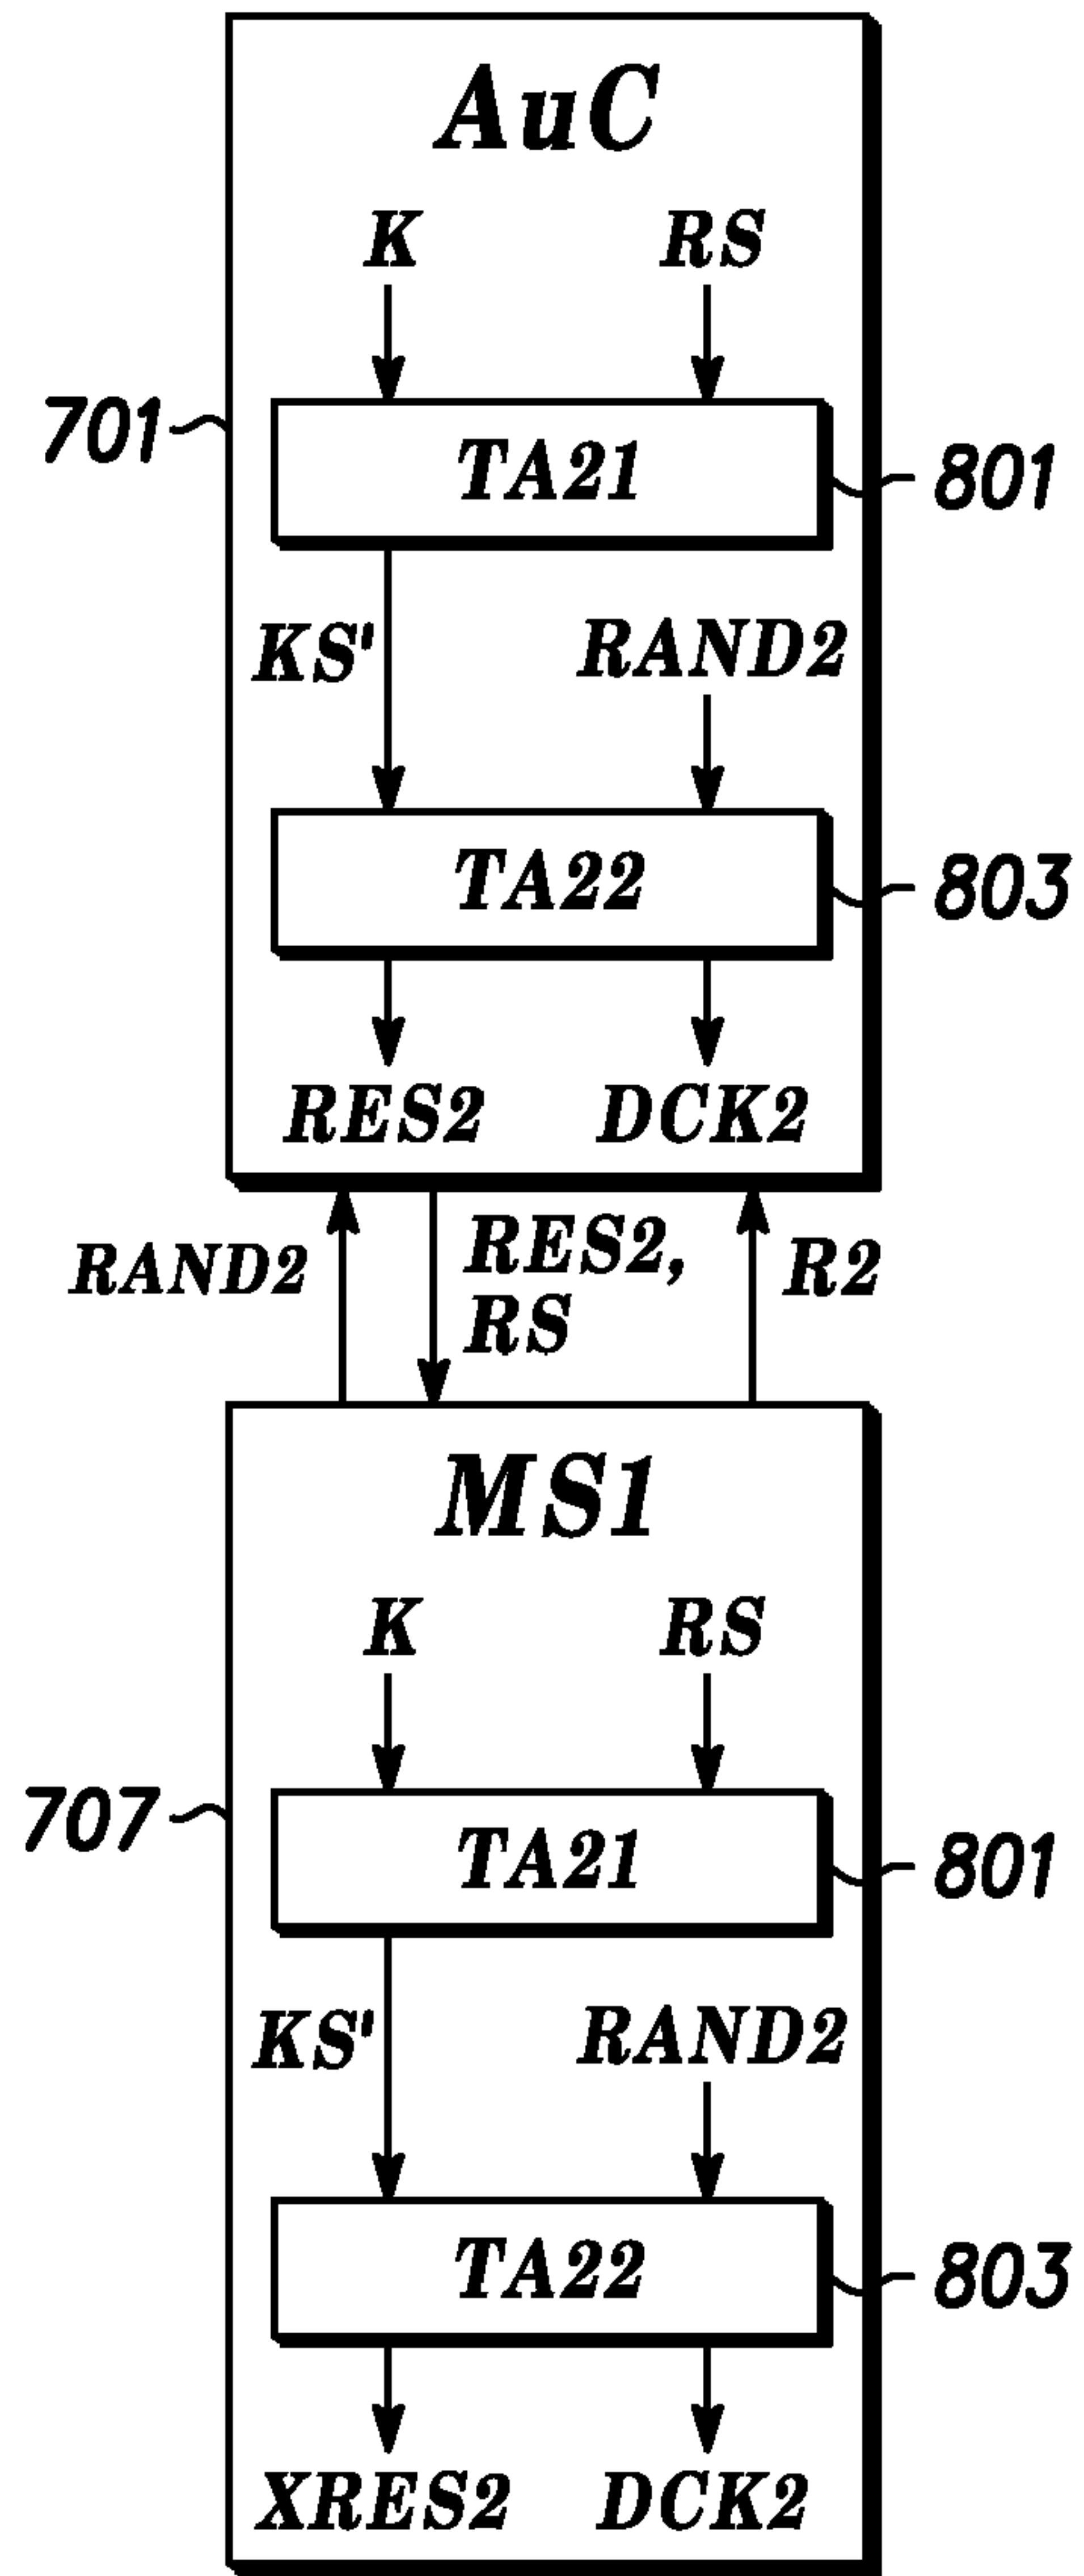 AuC
K RS
701
TA21
801
KS' RAND2
TA22
803
RES2 DCK2
RAND2
RES2,
RS
R2
MS1
K RS
707
TA21
801
KS' RAND2
TA22
803
XRES2 DCK2